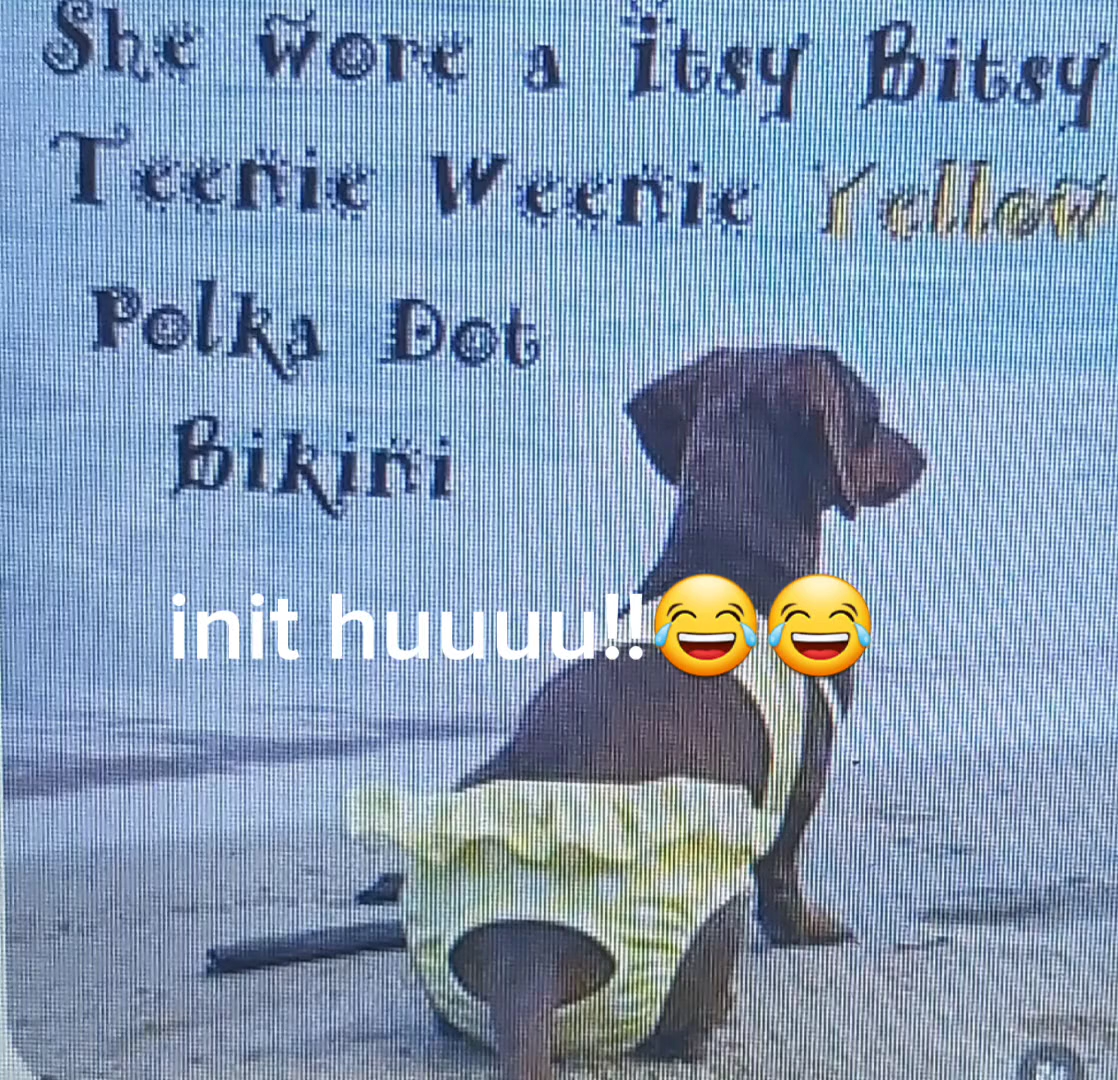 She wore a Itsy Bitsy
Teenie Weenie Yellow
Polka Dot
Bikini
init huuuu!!😂😂